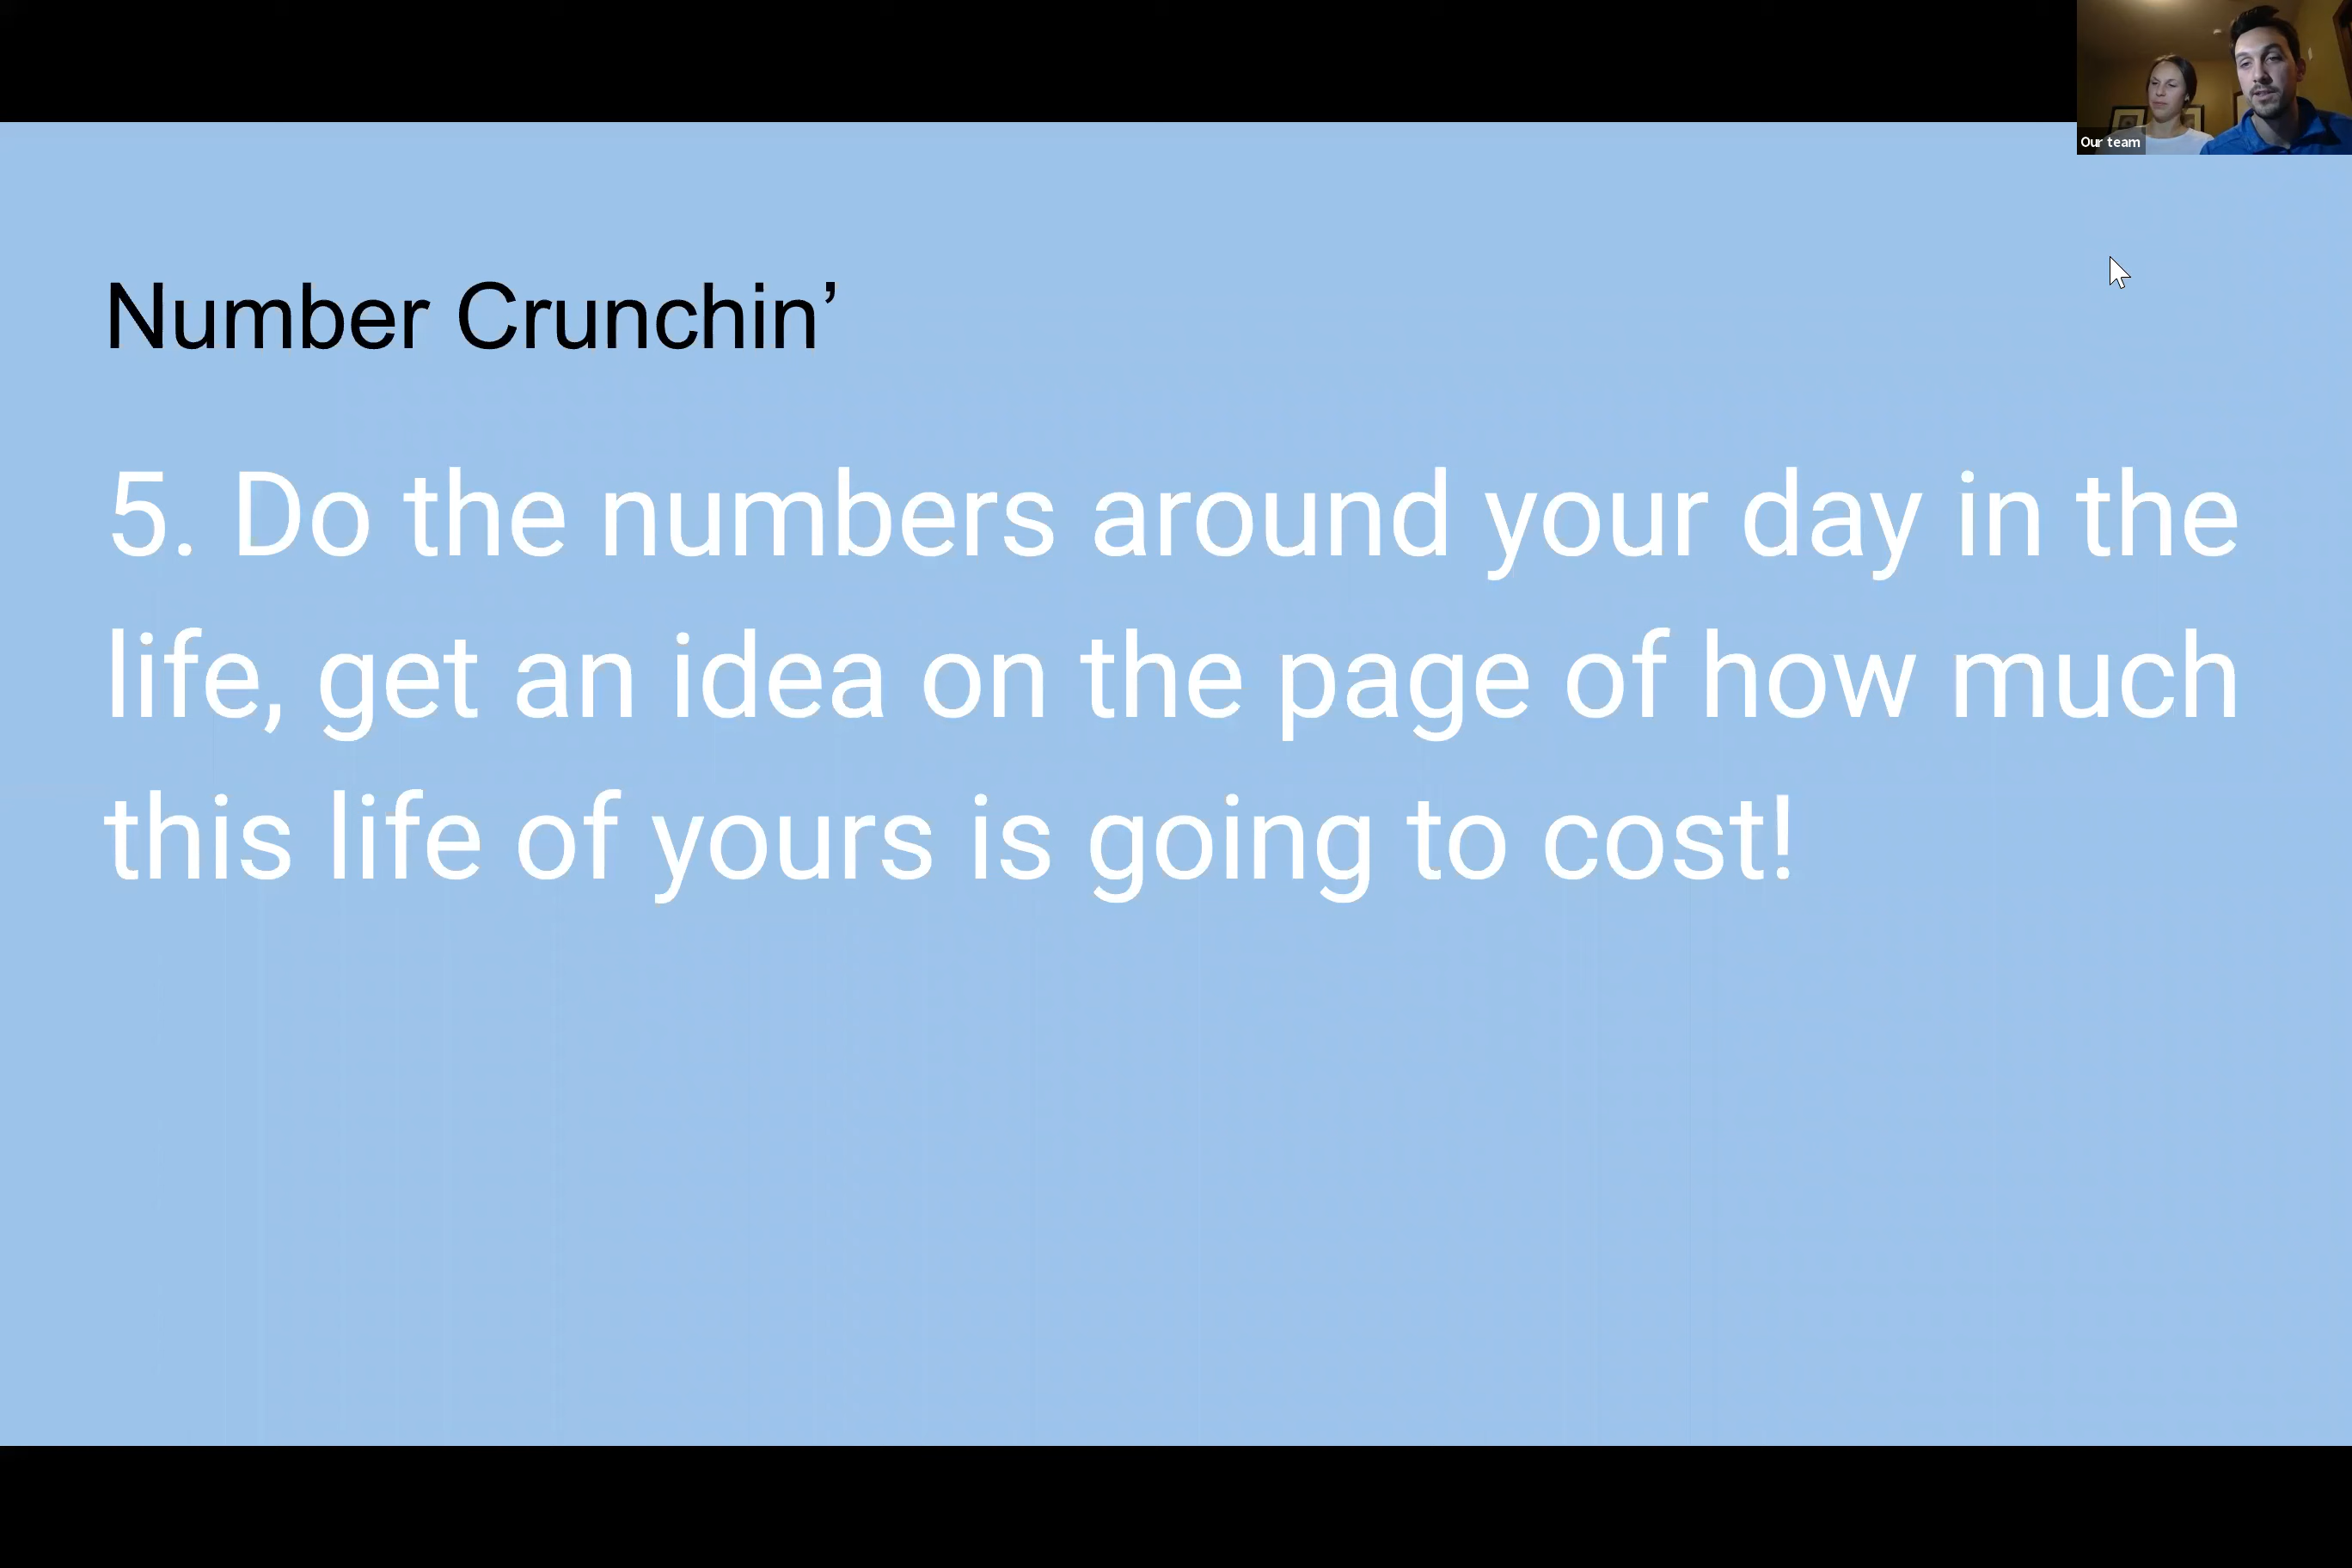 Our team
Number Crunchin’
5. Do the numbers around your day in the
life, get an idea on the page of how much
this life of yours is going to cost!